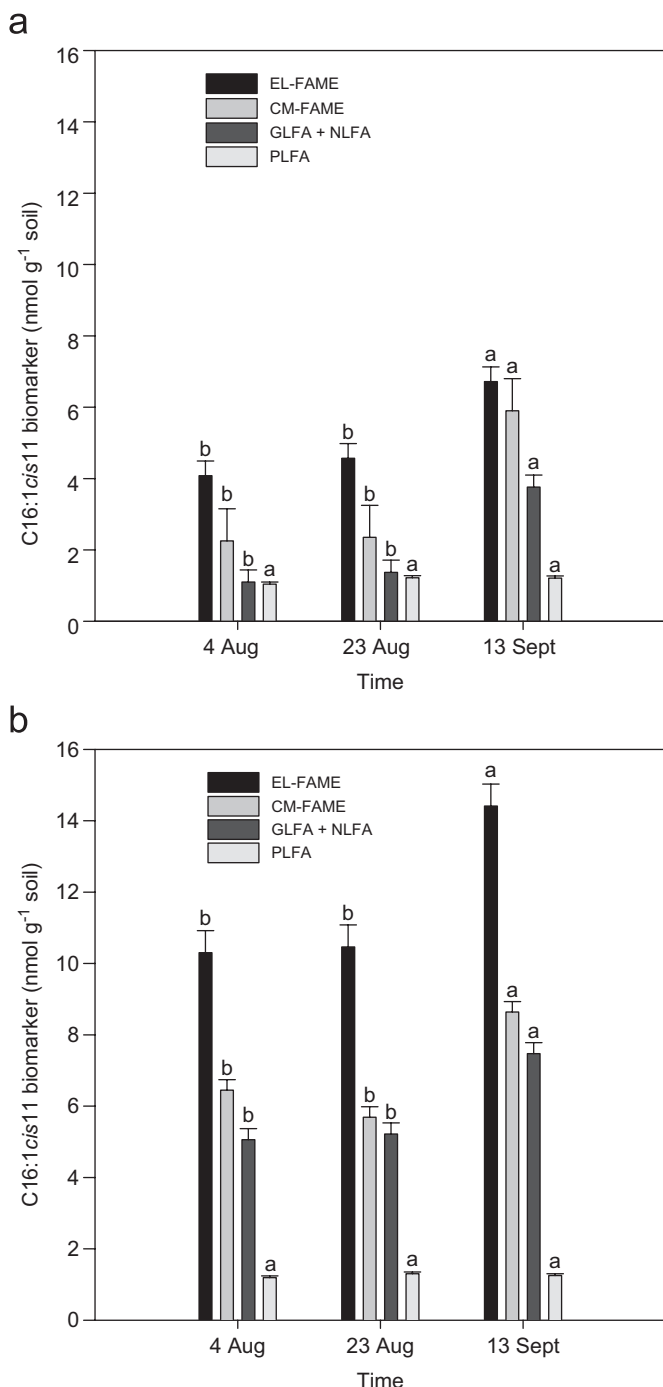 a
16
14
12
10
8
6
4
2
0
C16:1cis11 biomarker (nmol g⁻¹ soil)
EL-FAME
CM-FAME
GLFA + NLFA
PLFA
b b b a
b b b a
a a a a
4 Aug 23 Aug 13 Sept
Time
b
16
14
12
10
8
6
4
2
0
C16:1cis11 biomarker (nmol g⁻¹ soil)
EL-FAME
CM-FAME
GLFA + NLFA
PLFA
b b b a
b b b a
a a a a
4 Aug 23 Aug 13 Sept
Time